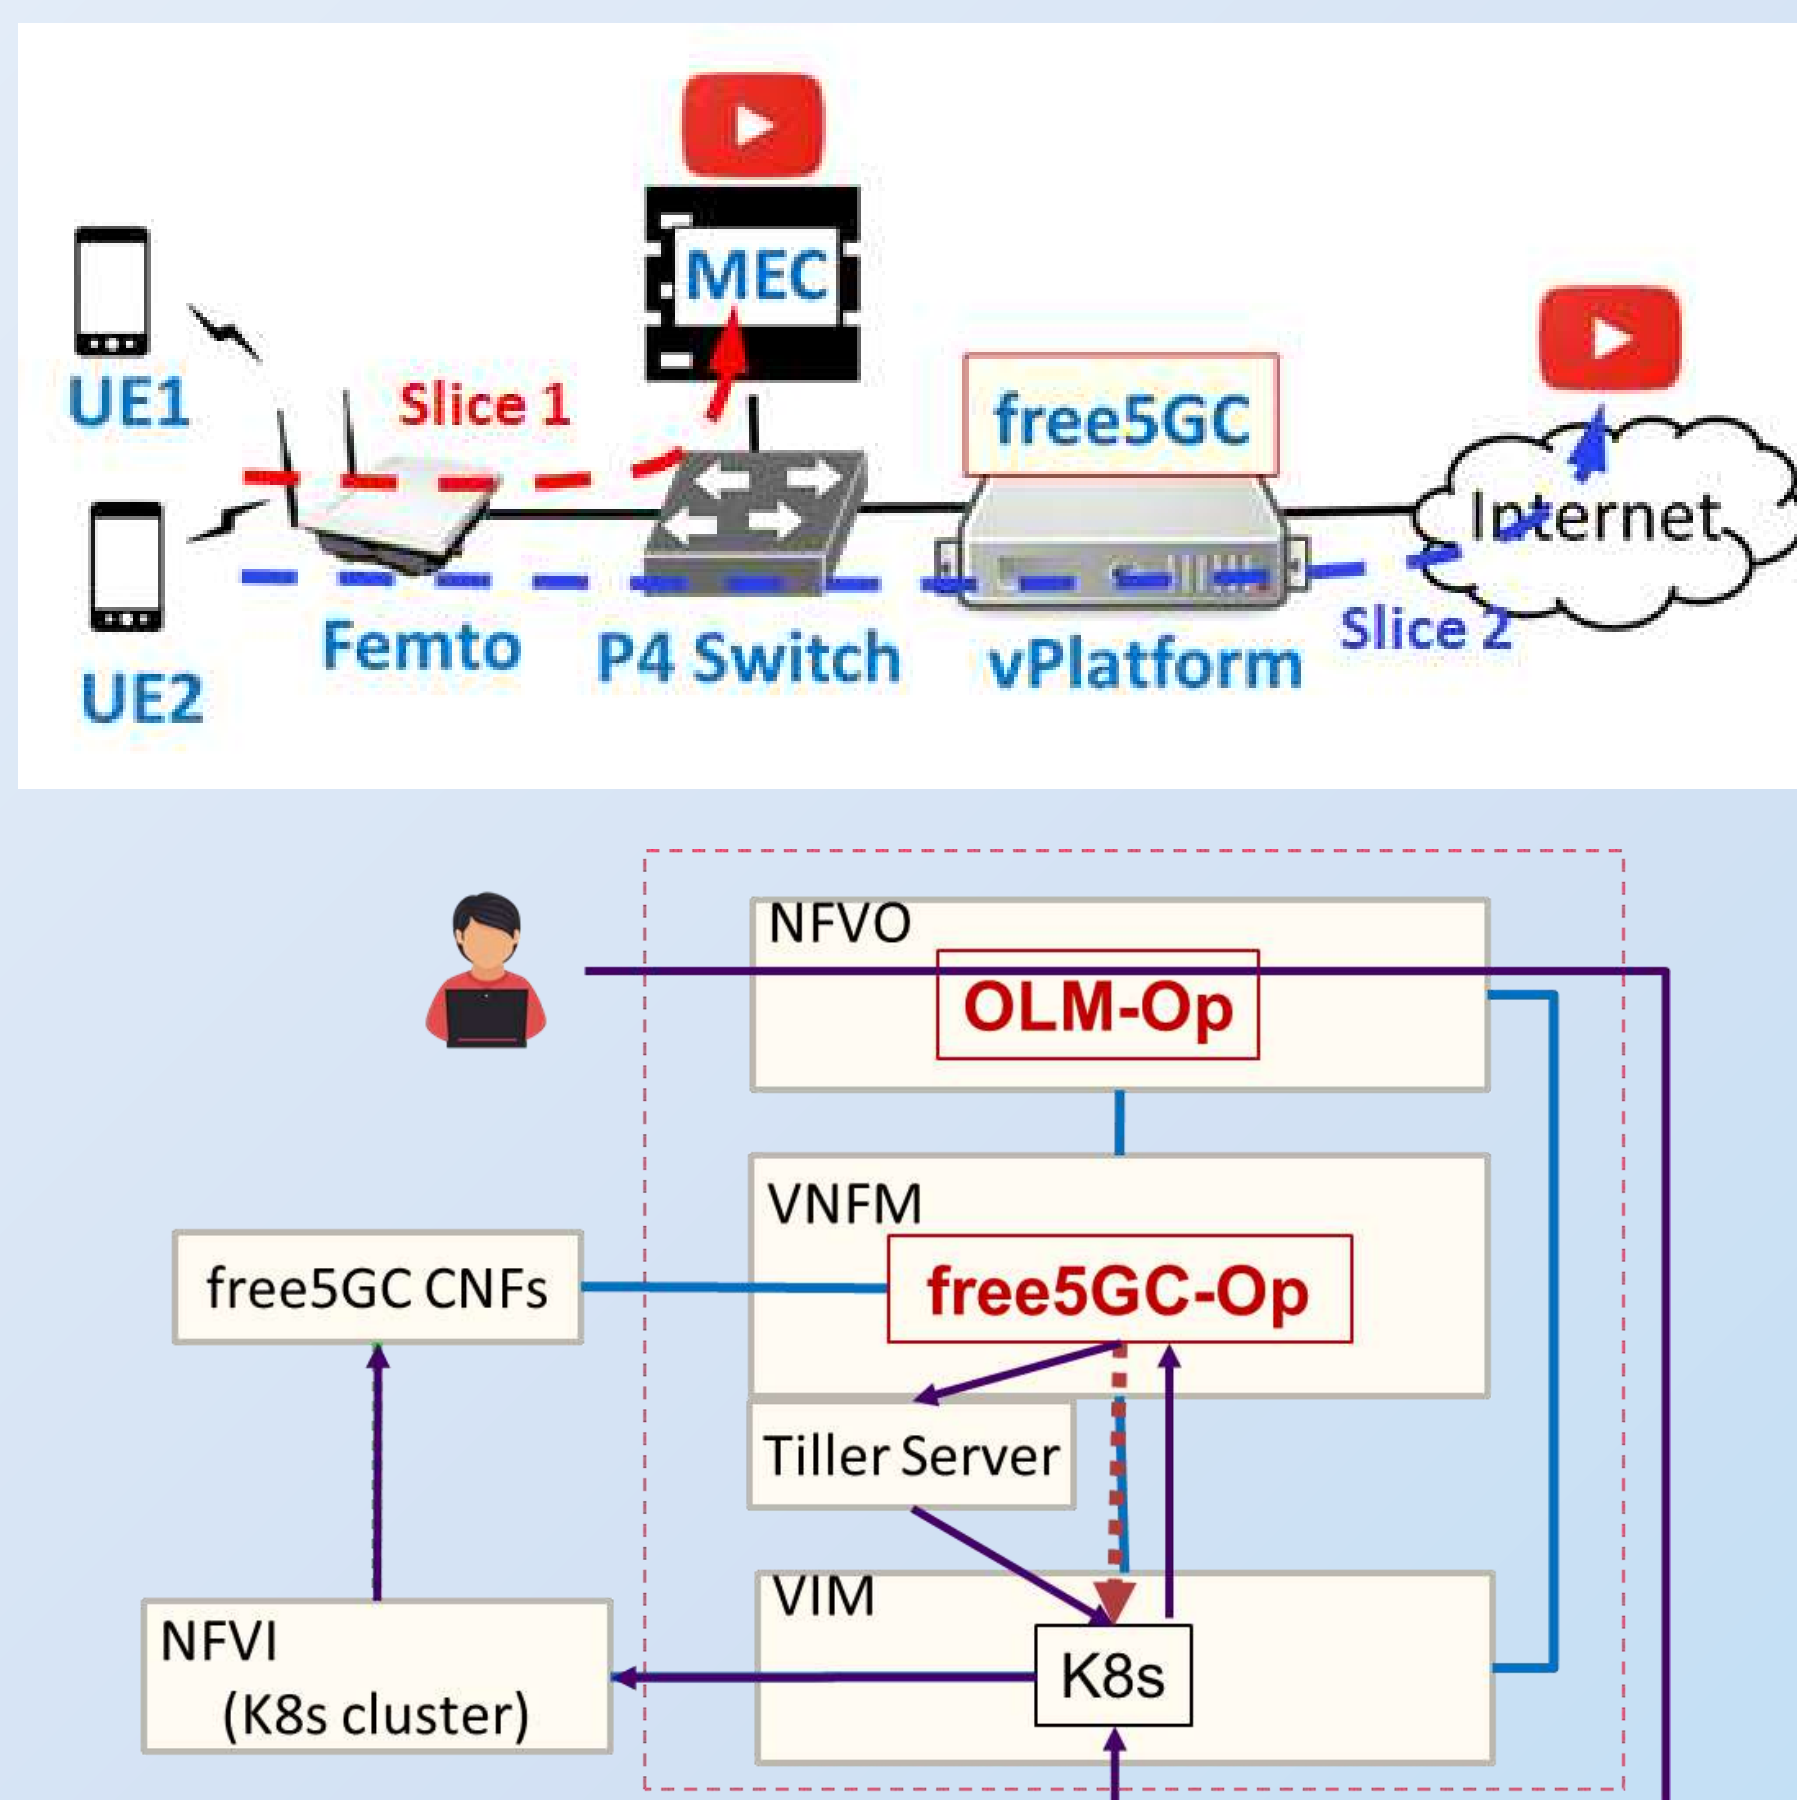 MEC
UE1
Slice 1
free5GC
Internet
Femto
P4 Switch
vPlatform
Slice 2
UE2
NFVO
OLM-Op
VNFM
free5GC CNFs
free5GC-Op
Tiller Server
VIM
NFVI
(K8s cluster)
K8s